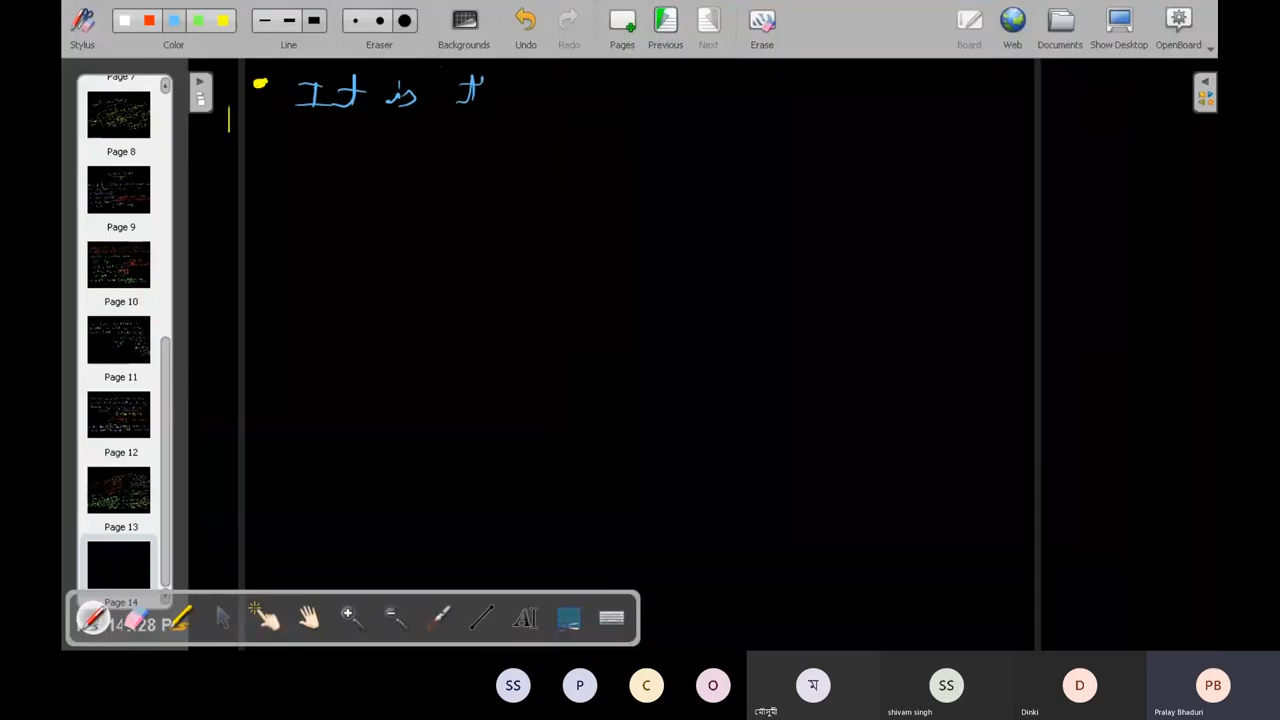 Stylus
Color
Line
Eraser
Backgrounds
Undo
Redo
Pages
Previous
Next
Erase
Board
Web
Documents
Show Desktop
OpenBoard
It is
Page 7
Page 8
Page 9
Page 10
Page 11
Page 12
Page 13
Page 14
SS
P
C
O
ম
মৌসুমী
SS
shivam singh
D
Dinki
PB
Pralay Bhaduri